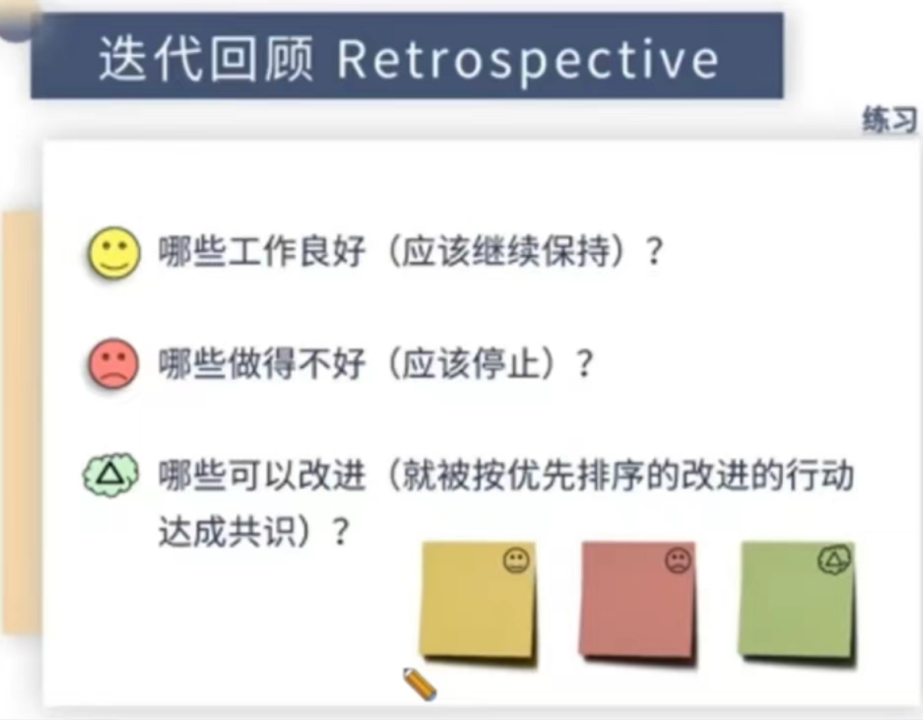 迭代回顾 Retrospective
练习
哪些工作良好（应该继续保持）？
哪些做得不好（应该停止）？
哪些可以改进（就被按优先排序的改进的行动
达成共识）？